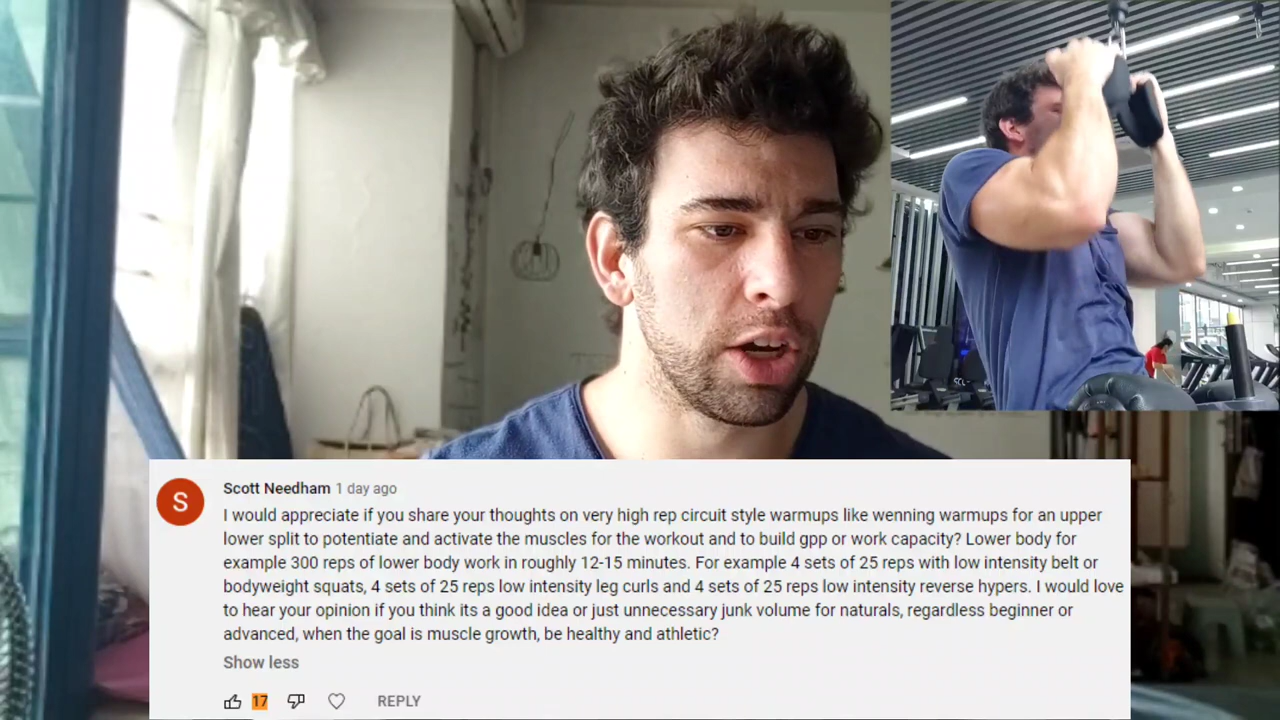 S
Scott Needham 1 day ago
I would appreciate if you share your thoughts on very high rep circuit style warmups like wenning warmups for an upper
lower split to potentiate and activate the muscles for the workout and to build gpp or work capacity? Lower body for
example 300 reps of lower body work in roughly 12-15 minutes. For example 4 sets of 25 reps with low intensity belt or
bodyweight squats, 4 sets of 25 reps low intensity leg curls and 4 sets of 25 reps low intensity reverse hypers. I would love
to hear your opinion if you think its a good idea or just unnecessary junk volume for naturals, regardless beginner or
advanced, when the goal is muscle growth, be healthy and athletic?
Show less
17 REPLY